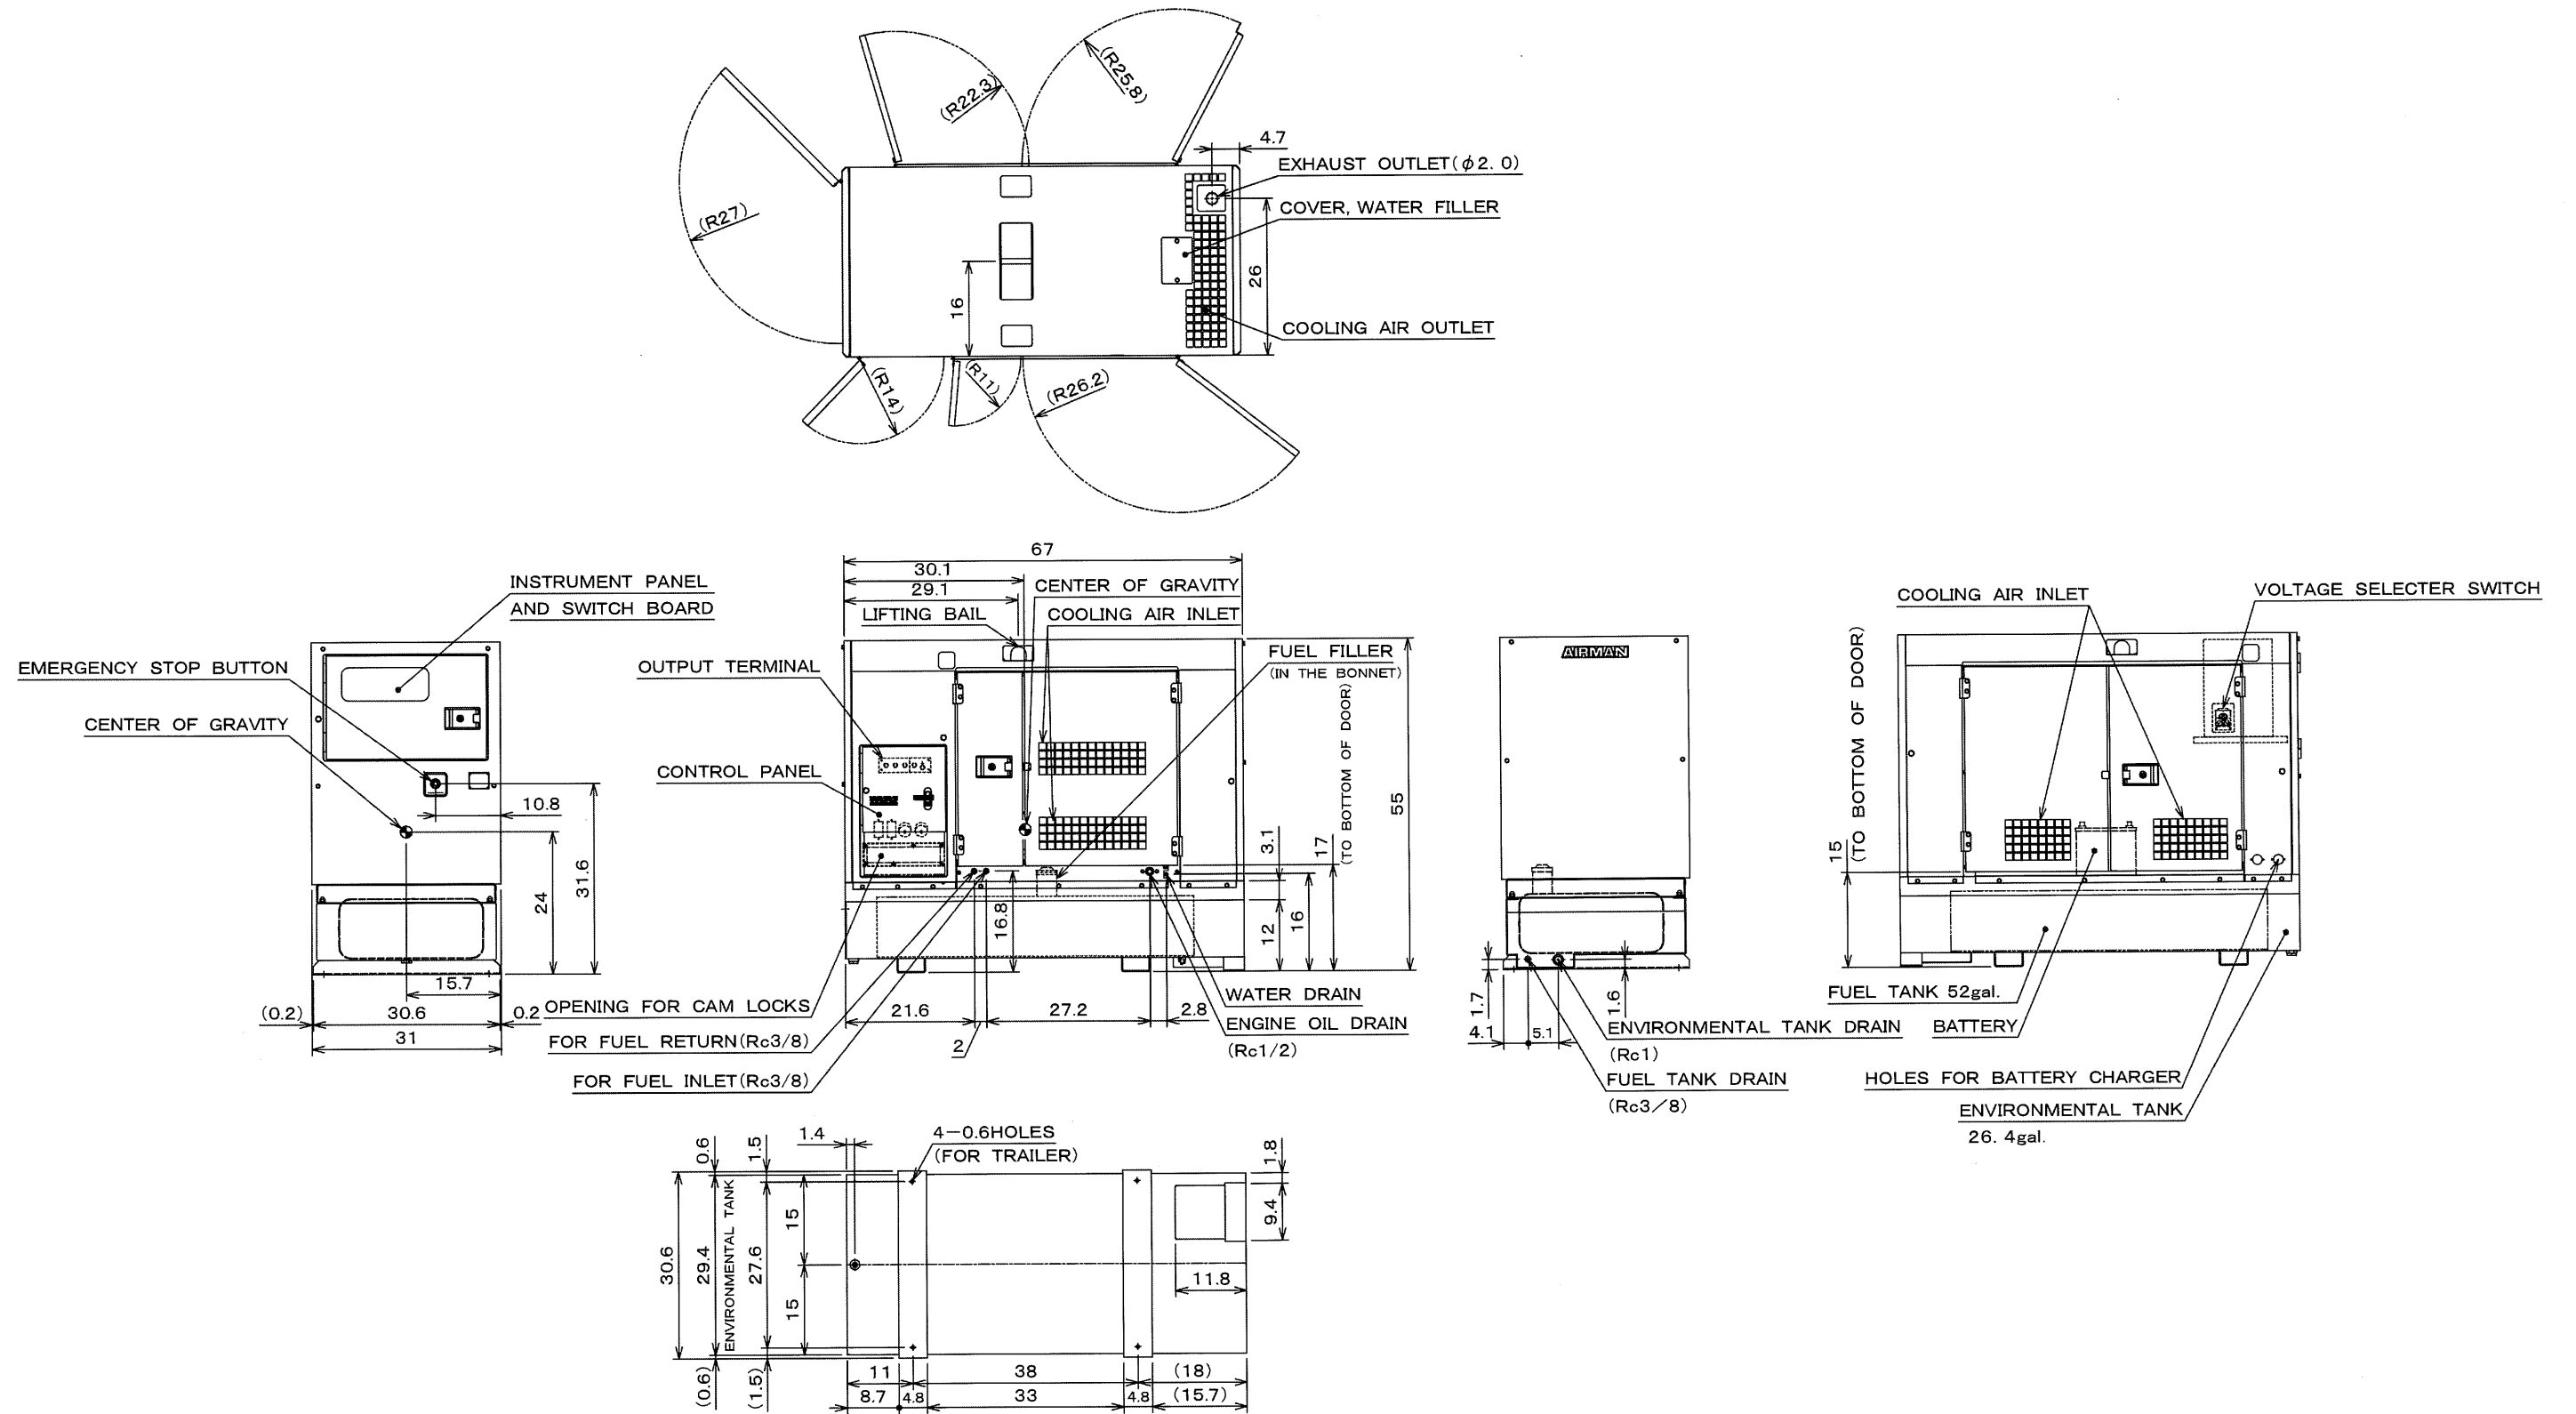 (R25.8)
(R22.3)
(R27)
4.7
EXHAUST OUTLET(φ2. 0)
COVER, WATER FILLER
26
16
COOLING AIR OUTLET
(R14)
(R11)
(R26.2)
INSTRUMENT PANEL
AND SWITCH BOARD
EMERGENCY STOP BUTTON
CENTER OF GRAVITY
10.8
31.6
24
15.7
(0.2)
30.6
0.2
31
67
30.1
29.1
CENTER OF GRAVITY
LIFTING BAIL
COOLING AIR INLET
OUTPUT TERMINAL
FUEL FILLER
(IN THE BONNET)
CONTROL PANEL
17
(TO BOTTOM OF DOOR)
55
3.1
16.8
12
16
OPENING FOR CAM LOCKS
21.6
27.2
2.8
2
WATER DRAIN
ENGINE OIL DRAIN
(Rc1/2)
FOR FUEL RETURN(Rc3/8)
FOR FUEL INLET(Rc3/8)
AIRMAN
1.7
1.6
4.1
5.1
ENVIRONMENTAL TANK DRAIN
(Rc1)
FUEL TANK DRAIN
(Rc3/8)
COOLING AIR INLET
VOLTAGE SELECTER SWITCH
15
(TO BOTTOM OF DOOR)
FUEL TANK 52gal.
BATTERY
HOLES FOR BATTERY CHARGER
ENVIRONMENTAL TANK
26. 4gal.
0.6
1.5
1.4
4-0.6HOLES
(FOR TRAILER)
1.8
9.4
30.6
29.4
ENVIRONMENTAL TANK
27.6
15
15
11.8
(0.6)
(1.5)
11
38
(18)
8.7
4.8
33
4.8
(15.7)